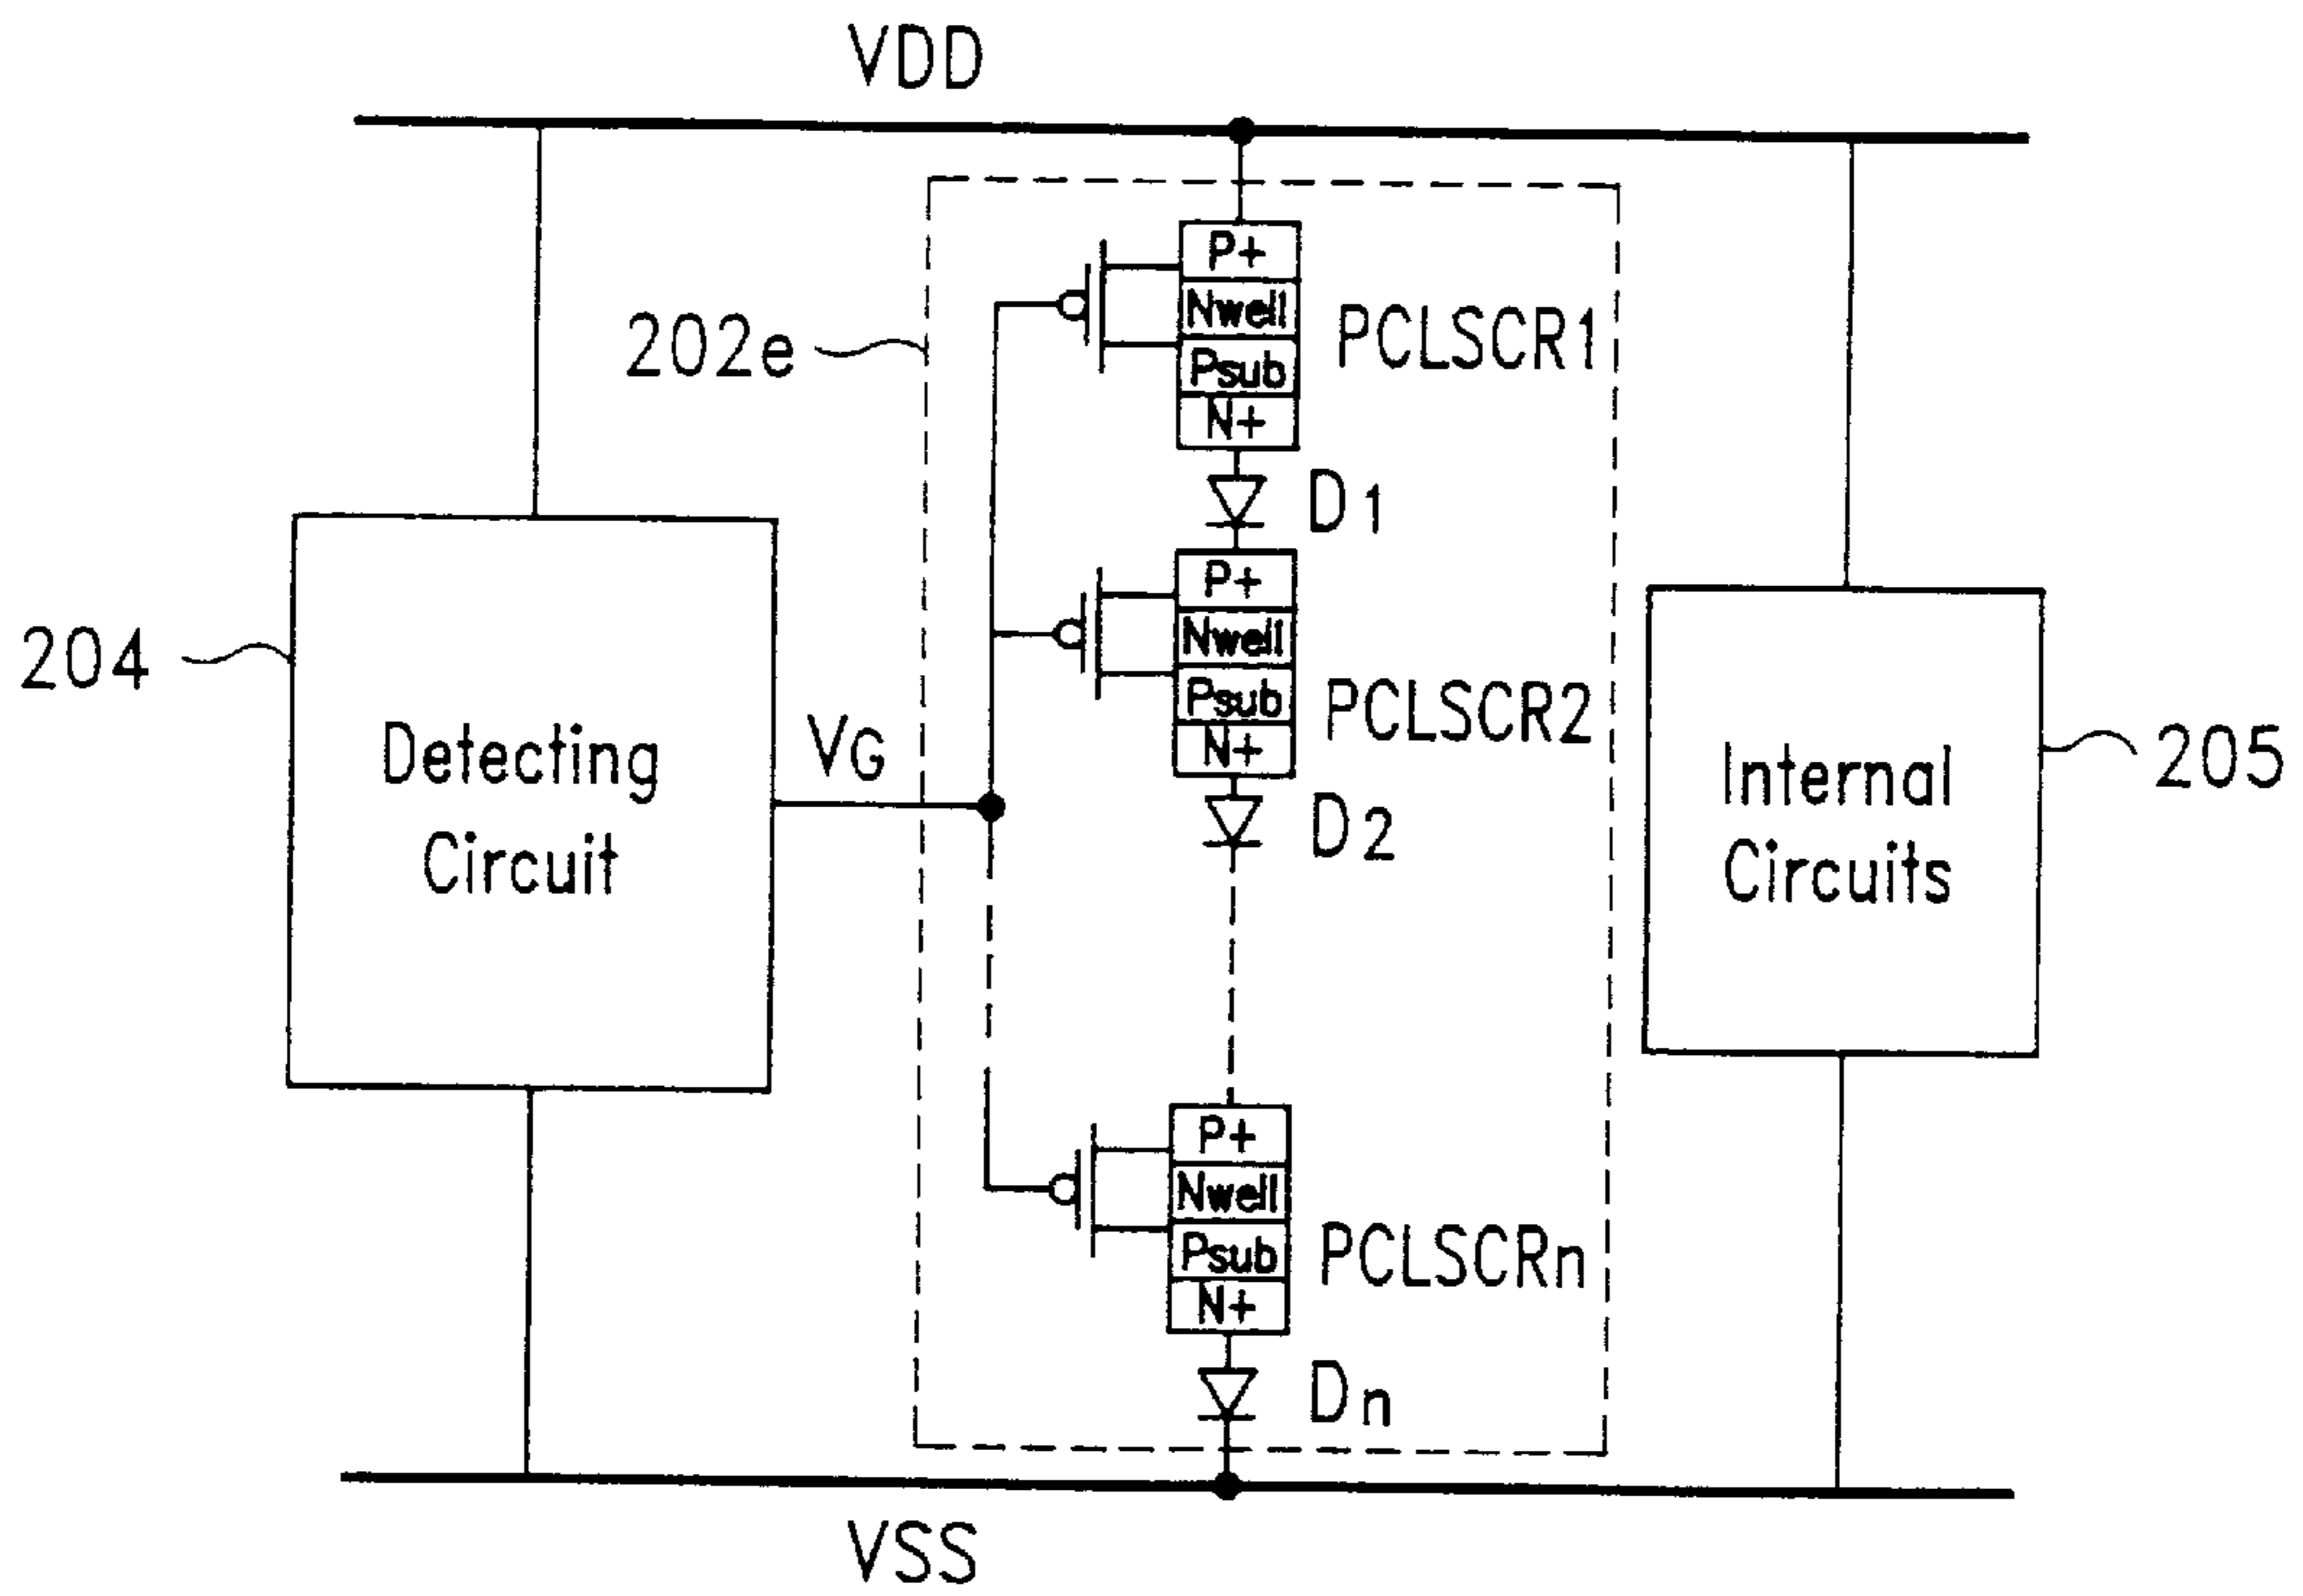 VDD
P+
Nwell
Psub
N+
PCLSCR1
202e
D1
P+
Nwell
Psub
N+
PCLSCR2
204
Detecting
Circuit
VG
D2
Internal
Circuits
205
P+
Nwell
Psub
N+
PCLSCRn
Dn
VSS